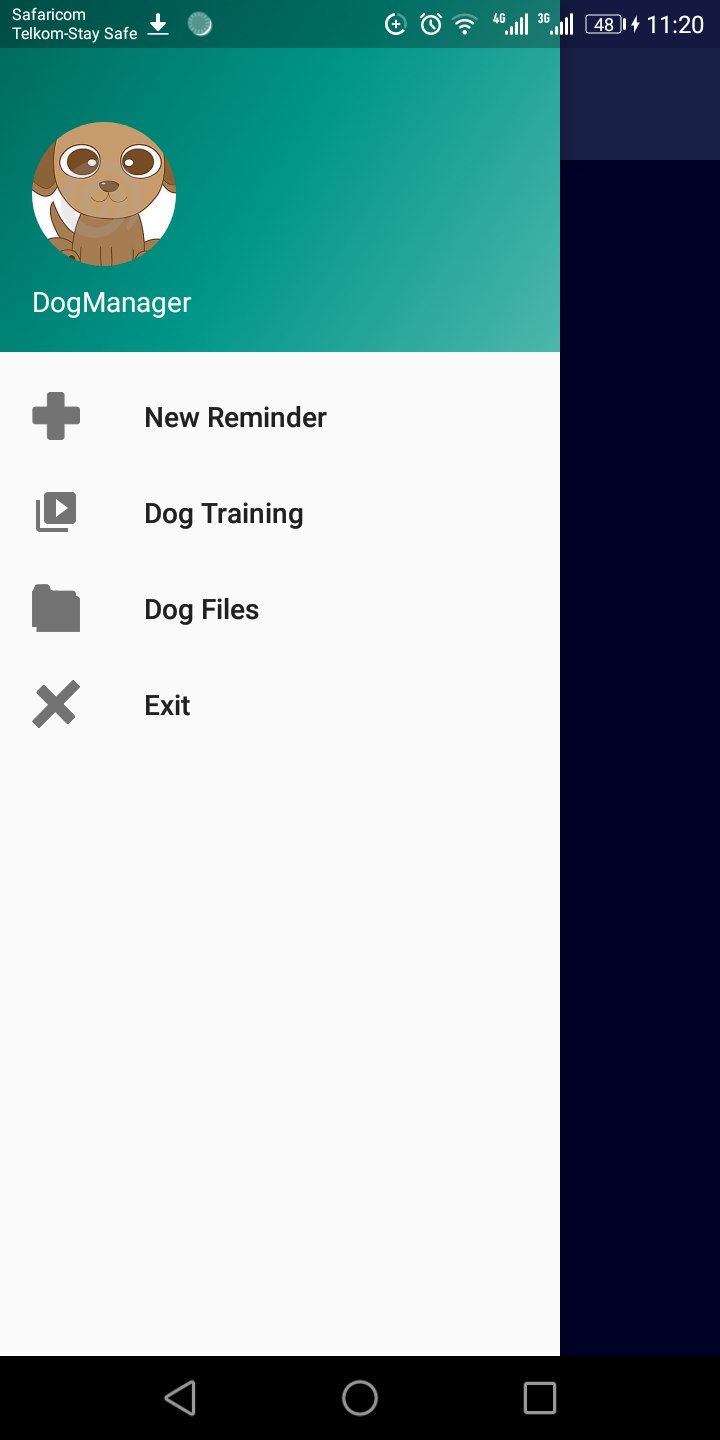 Safaricom
Telkom-Stay Safe
4G 3G 48 11:20
DogManager
New Reminder
Dog Training
Dog Files
Exit